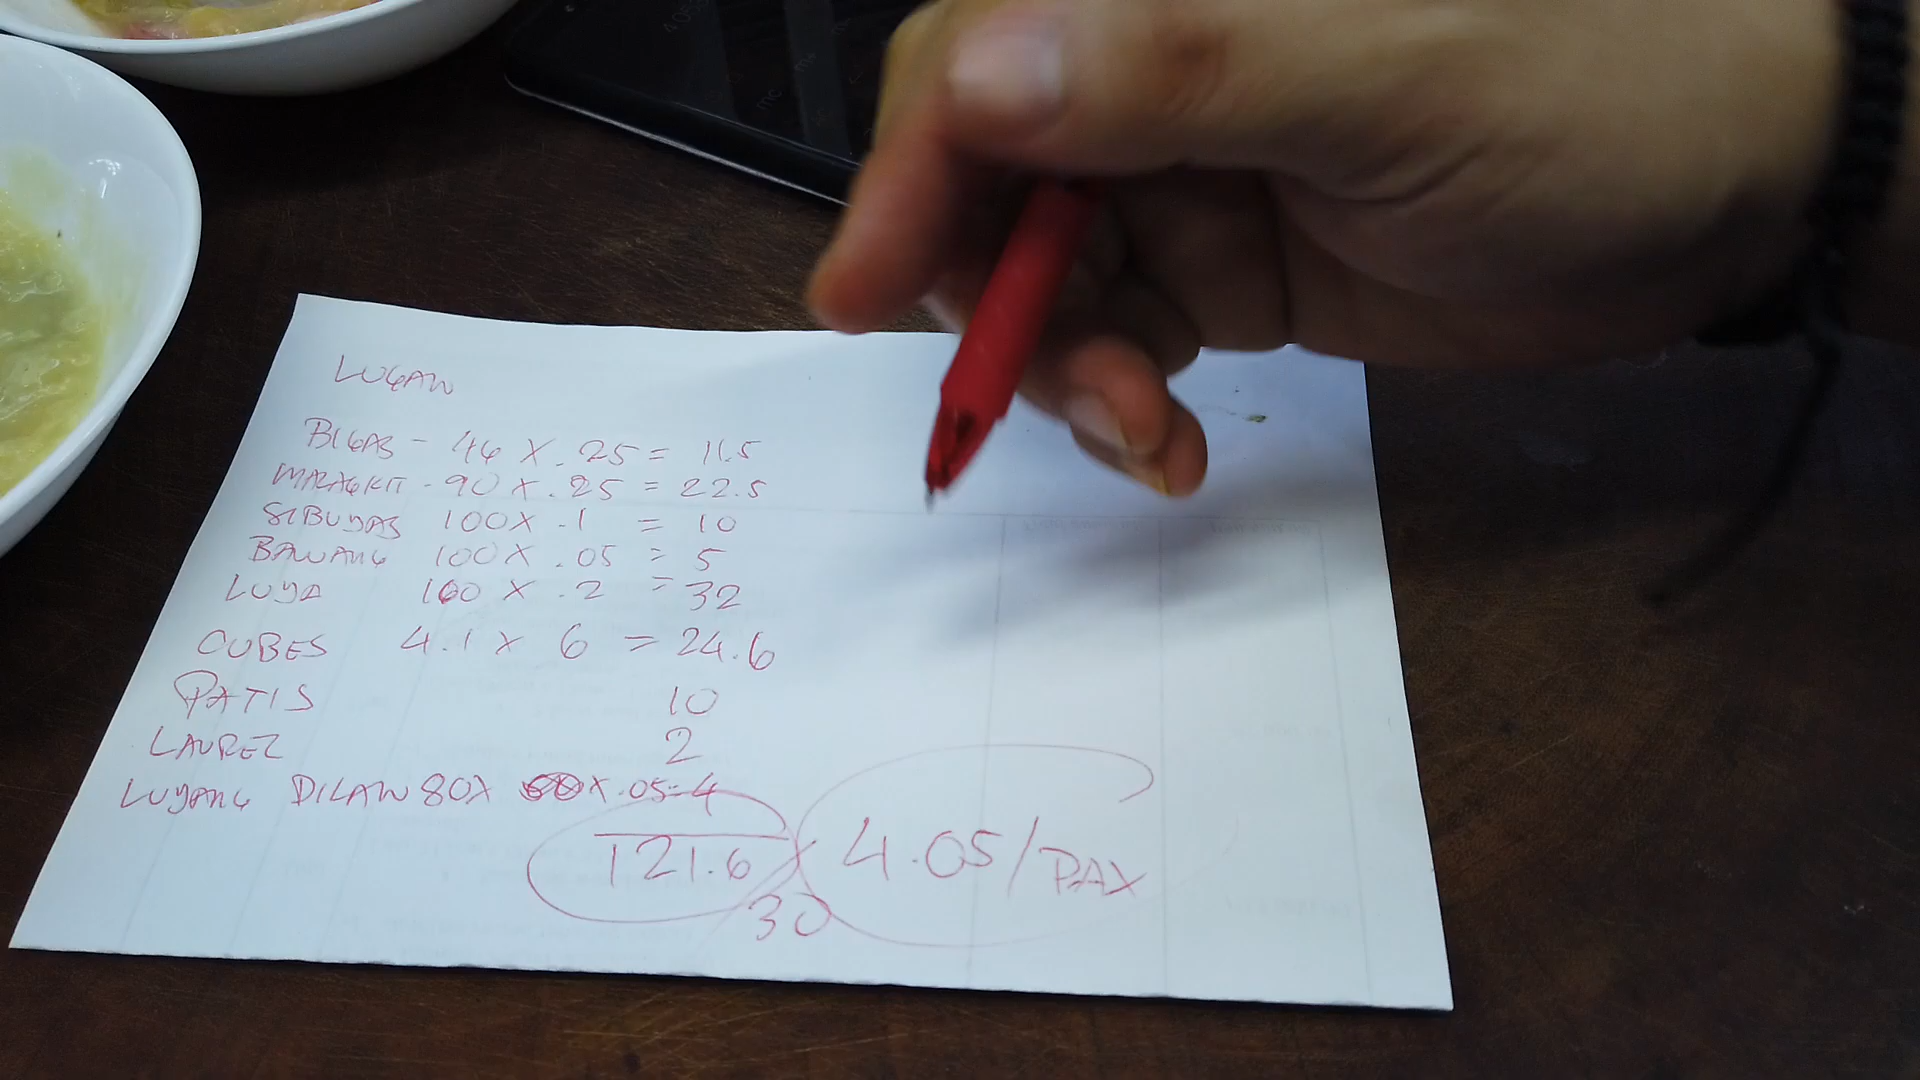 LUGAW
BIGAS - 46 X .25 = 11.5
MALAGKIT - 90 X .25 = 22.5
SIBUYAS 100 X .1 = 10
BAWANG 100 X .05 = 5
LUYA 160 X .2 = 32
CUBES 4.1 X 6 = 24.6
PATIS 10
LAUREL 2
LUYANG DILAW 80X X .05=4
121.6
30
4.05/PAX